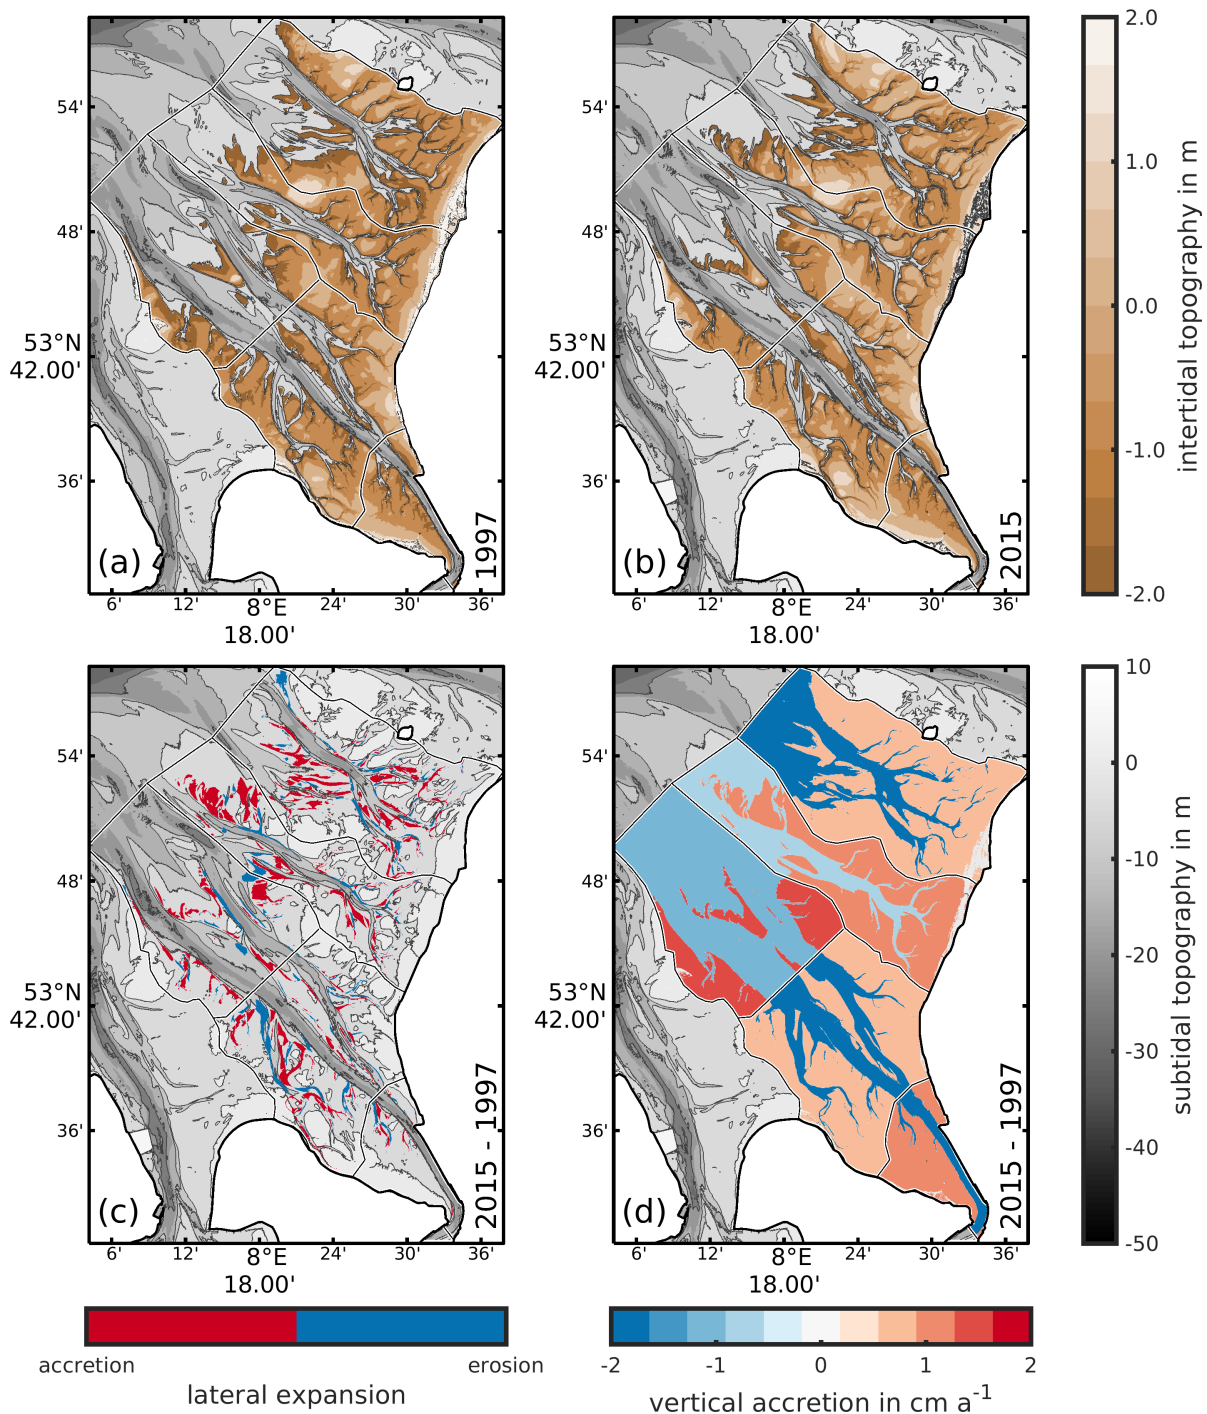 54'
48'
53°N
42.00'
36'
(a)
1997
6'
12'
8°E
18.00'
24'
30'
36'
54'
48'
53°N
42.00'
36'
(b)
2015
6'
12'
8°E
18.00'
24'
30'
36'
2.0
1.0
0.0
-1.0
-2.0
intertidal topography in m
54'
48'
53°N
42.00'
36'
(c)
2015 - 1997
6'
12'
8°E
18.00'
24'
30'
36'
54'
48'
53°N
42.00'
36'
(d)
2015 - 1997
6'
12'
8°E
18.00'
24'
30'
36'
10
0
-10
-20
-30
-40
-50
subtidal topography in m
accretion
erosion
lateral expansion
-2
-1
0
1
2
vertical accretion in cm a⁻¹